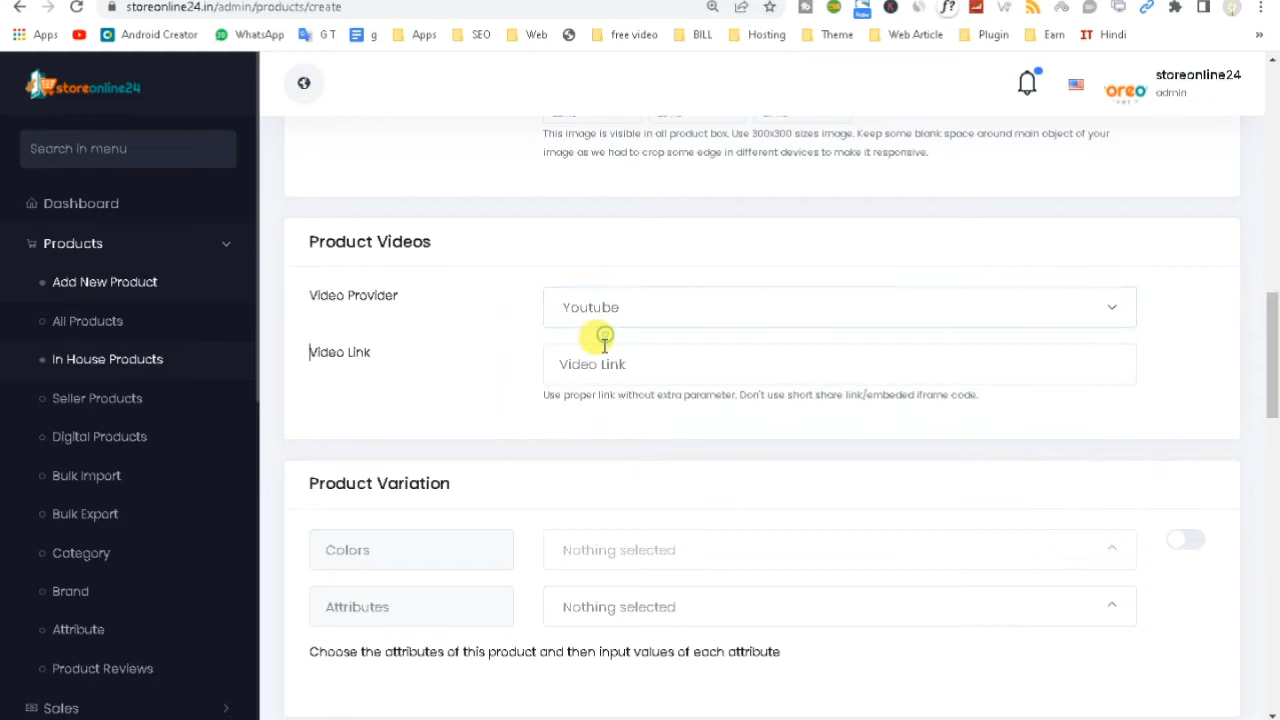 storeonline24.in/admin/products/create
Apps Android Creator WhatsApp G T g Apps SEO Web free video BILL Hosting Theme Web Article Plugin Earn IT Hindi »
storeonline24
storeonline24
oreo
admin
Search in menu
This image is visible in all product box. Use 300x300 sizes image. Keep some blank space around main object of your
image as we had to crop some edge in different devices to make it responsive.
Dashboard
Products
Add New Product
All Products
In House Products
Seller Products
Digital Products
Bulk Import
Bulk Export
Category
Brand
Attribute
Product Reviews
Sales
Product Videos
Video Provider
Youtube
Video Link
Video Link
Use proper link without extra parameter. Don't use short share link/embeded iframe code.
Product Variation
Colors
Nothing selected
Attributes
Nothing selected
Choose the attributes of this product and then input values of each attribute